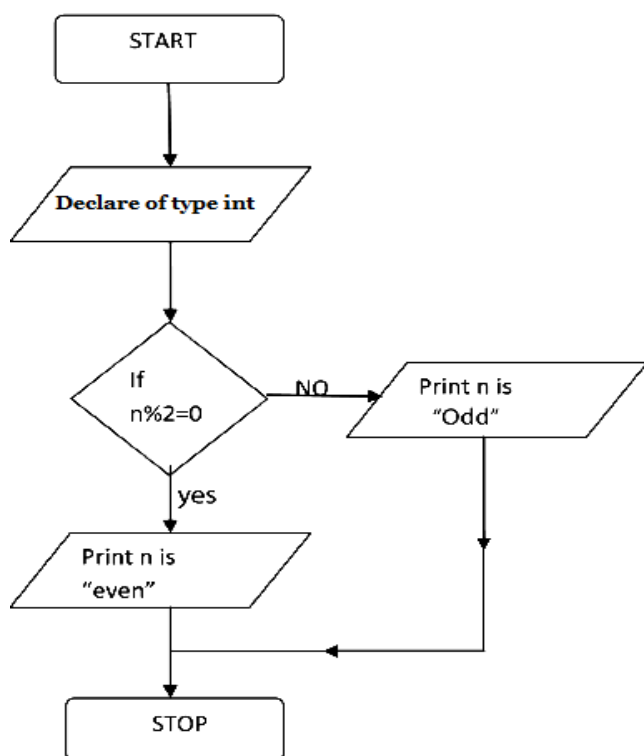 START
Declare of type int
If
n%2=0
NO
Print n is
“Odd”
yes
Print n is
“even”
STOP